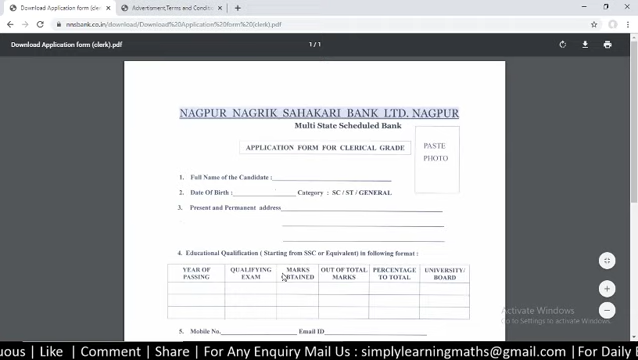 Download Application form (clerk).pdf
Advertisment,Terms and Conditi
nnsbank.co.in/download/Download%20Application%20form%20(clerk).pdf
Download Application form (clerk).pdf
1 / 1
NAGPUR NAGRIK SAHAKARI BANK LTD. NAGPUR
Multi State Scheduled Bank
APPLICATION FORM FOR CLERICAL GRADE
PASTE
PHOTO
1. Full Name of the Candidate :
2. Date Of Birth : Category : SC / ST / GENERAL
3. Present and Permanent address
4. Educational Qualification ( Starting from SSC or Equivalent) in following format :
YEAR OF PASSING QUALIFYING EXAM MARKS OBTAINED OUT OF TOTAL MARKS PERCENTAGE TO TOTAL UNIVERSITY/ BOARD
5. Mobile No. Email ID
Activate Windows
Go to Settings to activate Windows.
uous | Like | Comment | Share | For Any Enquiry Mail Us : simplylearningmaths@gmail.com | For Daily